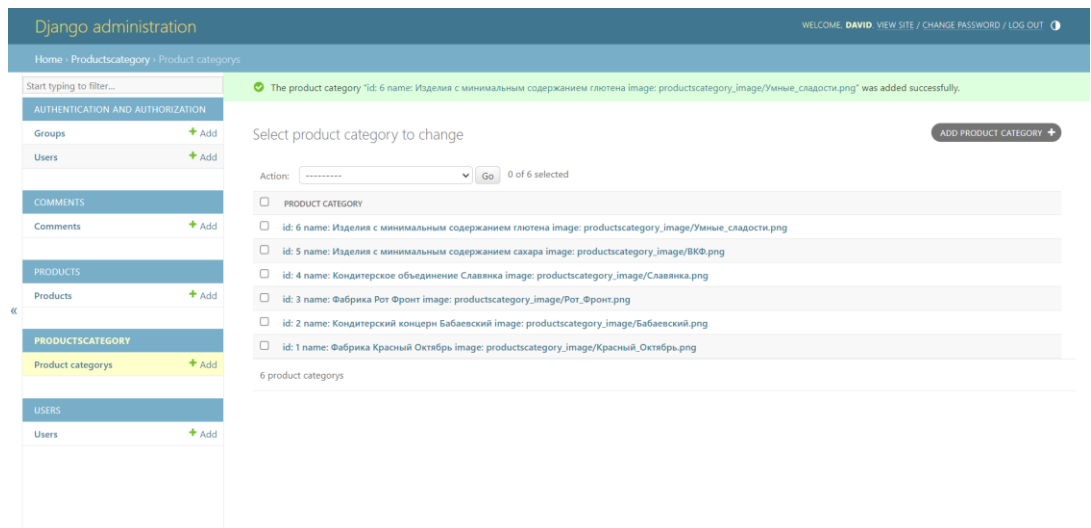 Django administration
WELCOME, DAVID. VIEW SITE / CHANGE PASSWORD / LOG OUT
Home › Productscategory › Product categorys
Start typing to filter...
AUTHENTICATION AND AUTHORIZATION
Groups + Add
Users + Add
COMMENTS
Comments + Add
PRODUCTS
Products + Add
«
PRODUCTSCATEGORY
Product categorys + Add
USERS
Users + Add
The product category "id: 6 name: Изделия с минимальным содержанием глютена image: productscategory_image/Умные_сладости.png" was added successfully.
Select product category to change
ADD PRODUCT CATEGORY +
Action: --------- Go 0 of 6 selected
PRODUCT CATEGORY
id: 6 name: Изделия с минимальным содержанием глютена image: productscategory_image/Умные_сладости.png
id: 5 name: Изделия с минимальным содержанием сахара image: productscategory_image/ВКФ.png
id: 4 name: Кондитерское объединение Славянка image: productscategory_image/Славянка.png
id: 3 name: Фабрика Рот Фронт image: productscategory_image/Рот_Фронт.png
id: 2 name: Кондитерский концерн Бабаевский image: productscategory_image/Бабаевский.png
id: 1 name: Фабрика Красный Октябрь image: productscategory_image/Красный_Октябрь.png
6 product categorys